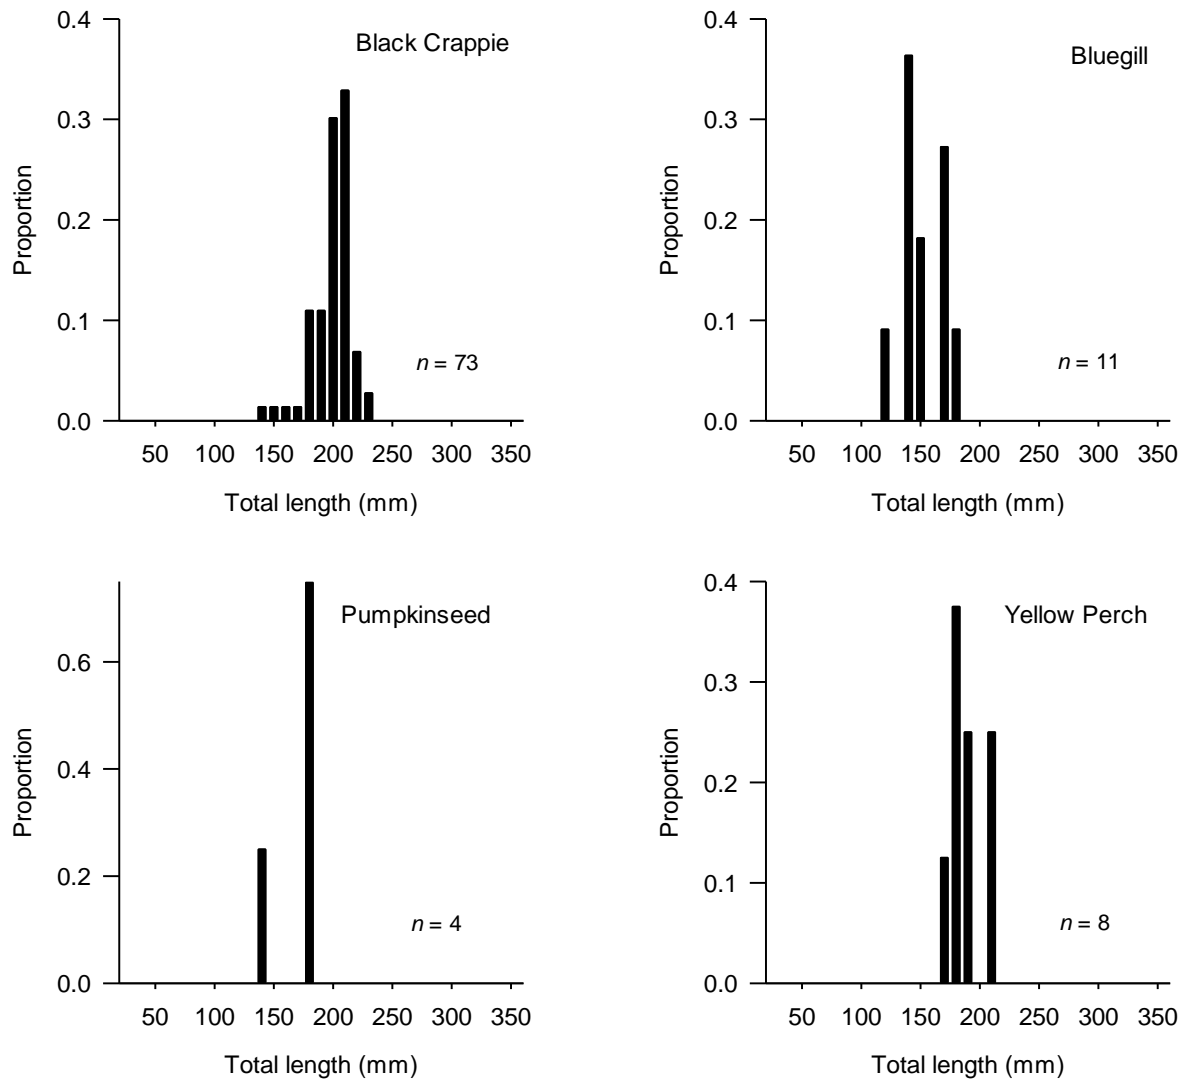 0.4
Black Crappie
0.3
Proportion
0.2
0.1
n = 73
0.0
50 100 150 200 250 300 350
Total length (mm)
0.4
Bluegill
0.3
Proportion
0.2
0.1
n = 11
0.0
50 100 150 200 250 300 350
Total length (mm)
Pumpkinseed
0.6
Proportion
0.4
0.2
n = 4
0.0
50 100 150 200 250 300 350
Total length (mm)
0.4
Yellow Perch
0.3
Proportion
0.2
0.1
n = 8
0.0
50 100 150 200 250 300 350
Total length (mm)